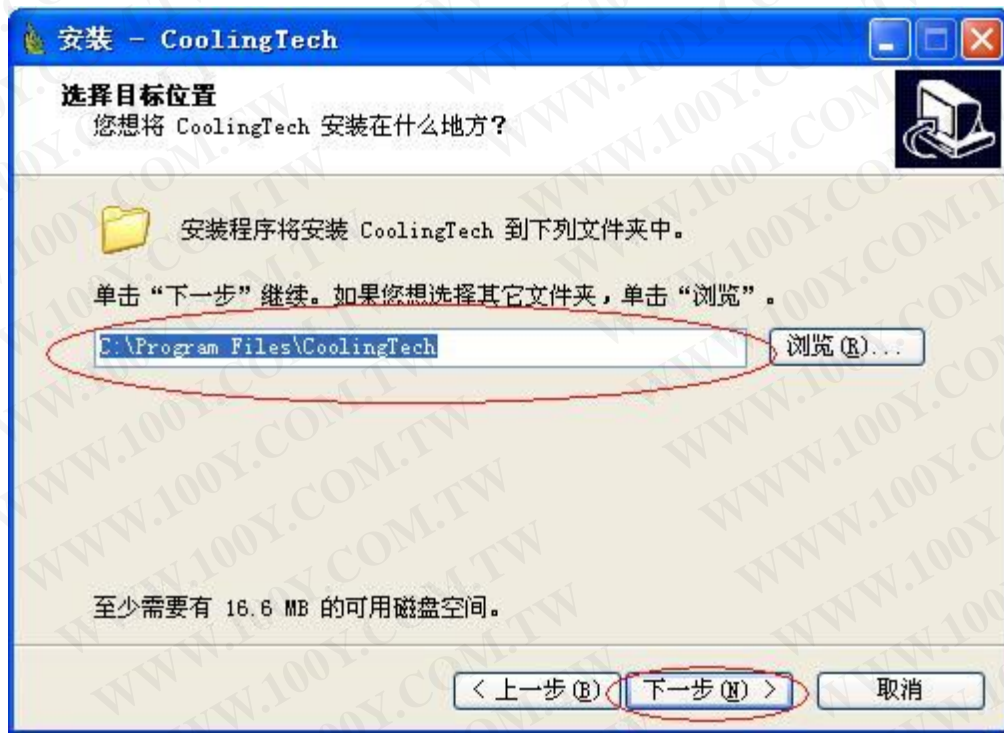 安装 - CoolingTech
选择目标位置
您想将 CoolingTech 安装在什么地方？
安装程序将安装 CoolingTech 到下列文件夹中。
单击“下一步”继续。如果您想选择其它文件夹，单击“浏览”。
C:\Program Files\CoolingTech
浏览(R)...
至少需要有 16.6 MB 的可用磁盘空间。
< 上一步(B)
下一步(N) >
取消
WWW.100Y.COM.TW